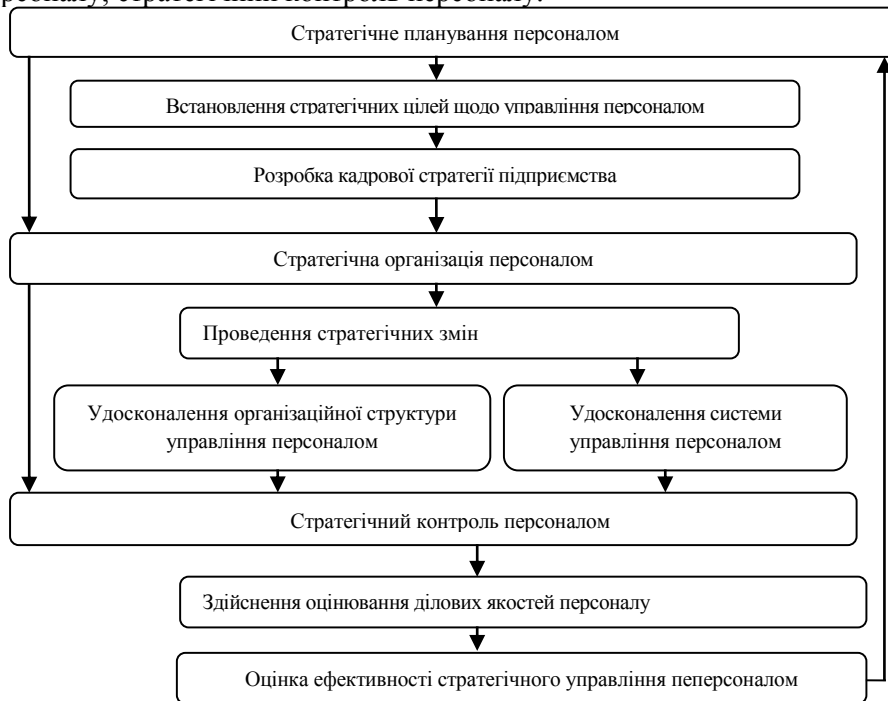 стратегічний контроль персоналу.
Стратегічне планування персоналом
Встановлення стратегічних цілей щодо управління персоналом
Розробка кадрової стратегії підприємства
Стратегічна організація персоналом
Проведення стратегічних змін
Удосконалення організаційної структури
управління персоналом
Удосконалення системи
управління персоналом
Стратегічний контроль персоналом
Здійснення оцінювання ділових якостей персоналу
Оцінка ефективності стратегічного управління пеперсоналом